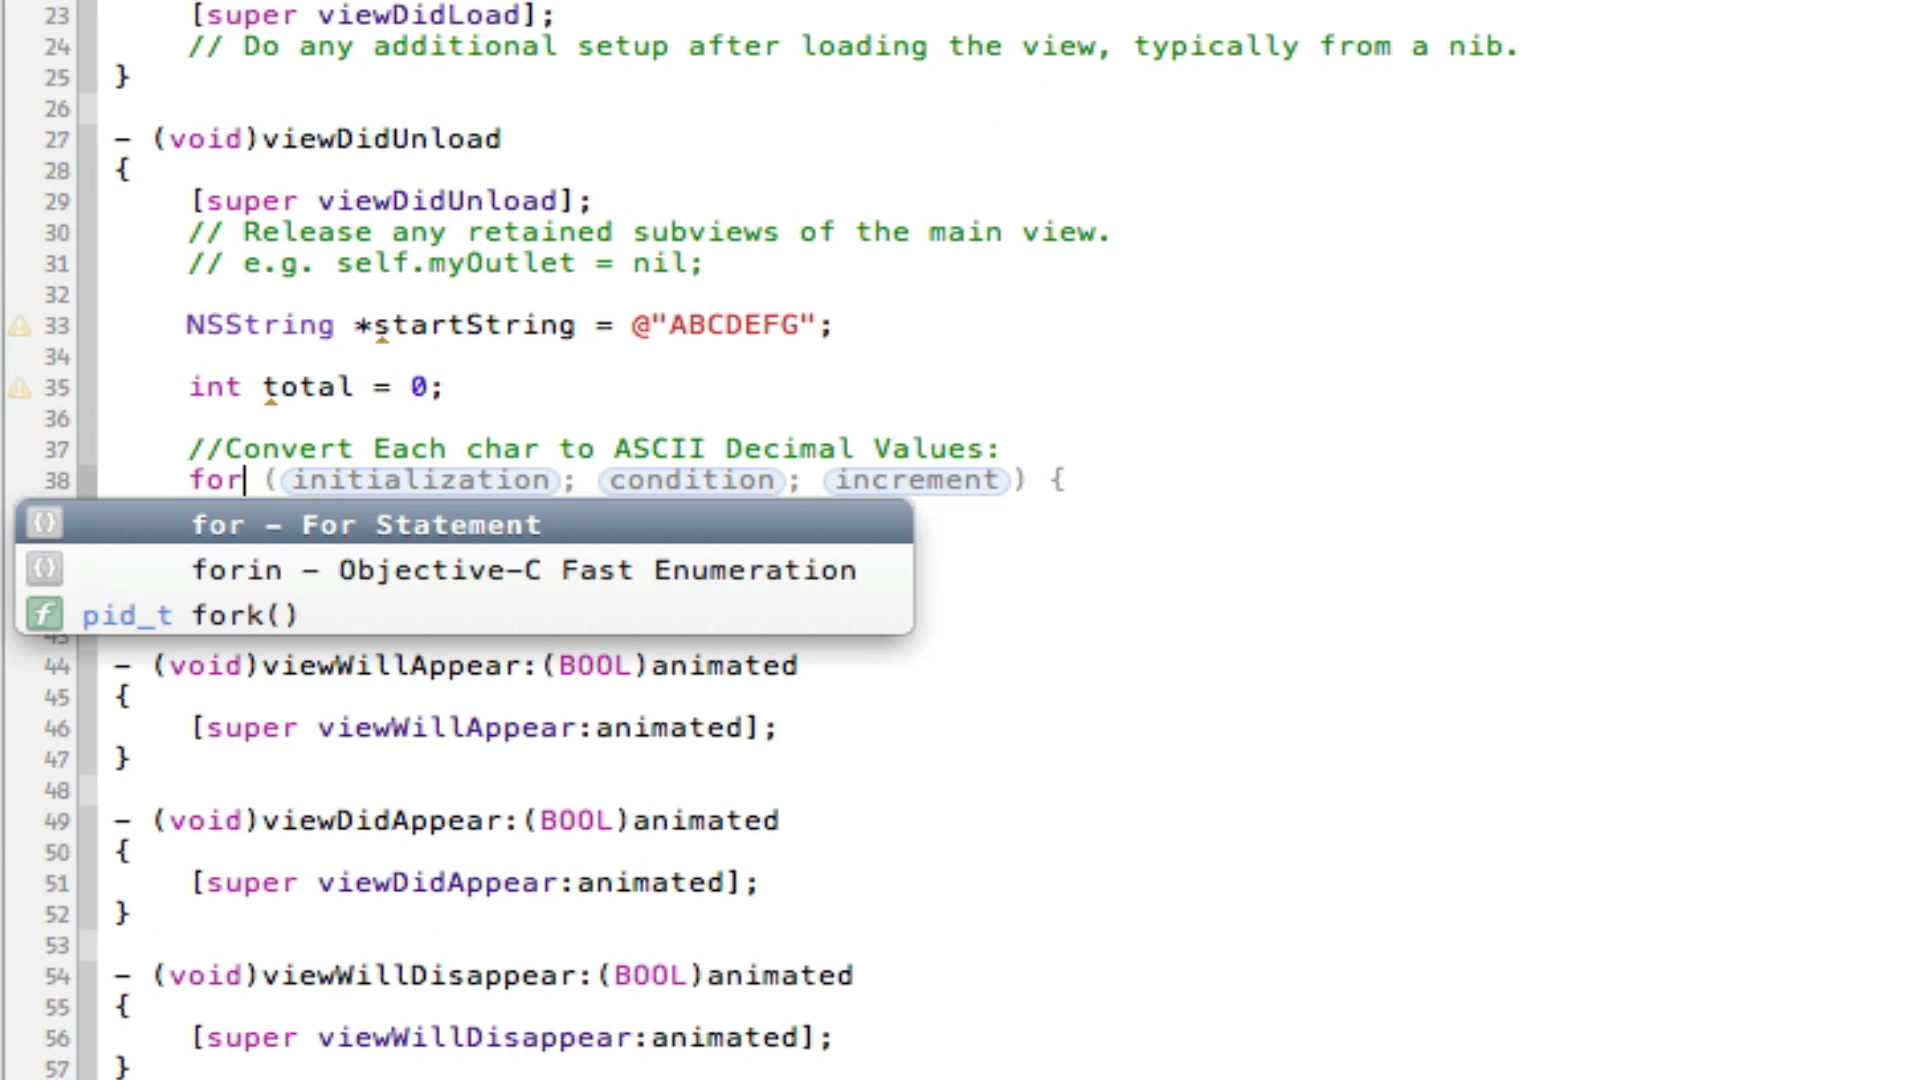 23 [super viewDidLoad];
24 // Do any additional setup after loading the view, typically from a nib.
25 }
26
27 - (void)viewDidUnload
28 {
29 [super viewDidUnload];
30 // Release any retained subviews of the main view.
31 // e.g. self.myOutlet = nil;
32
33 NSString *startString = @"ABCDEFG";
34
35 int total = 0;
36
37 //Convert Each char to ASCII Decimal Values:
38 for (initialization; condition; increment) {
{} for – For Statement
{} forin – Objective-C Fast Enumeration
f pid_t fork()
43
44 - (void)viewWillAppear:(BOOL)animated
45 {
46 [super viewWillAppear:animated];
47 }
48
49 - (void)viewDidAppear:(BOOL)animated
50 {
51 [super viewDidAppear:animated];
52 }
53
54 - (void)viewWillDisappear:(BOOL)animated
55 {
56 [super viewWillDisappear:animated];
57 }